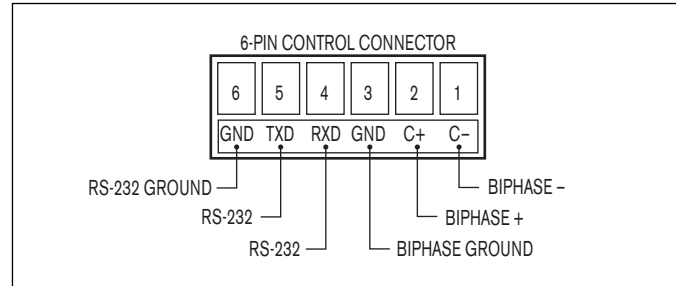 6-PIN CONTROL CONNECTOR
6 5 4 3 2 1
GND TXD RXD GND C+ C–
RS-232 GROUND BIPHASE –
RS-232 BIPHASE +
RS-232 BIPHASE GROUND